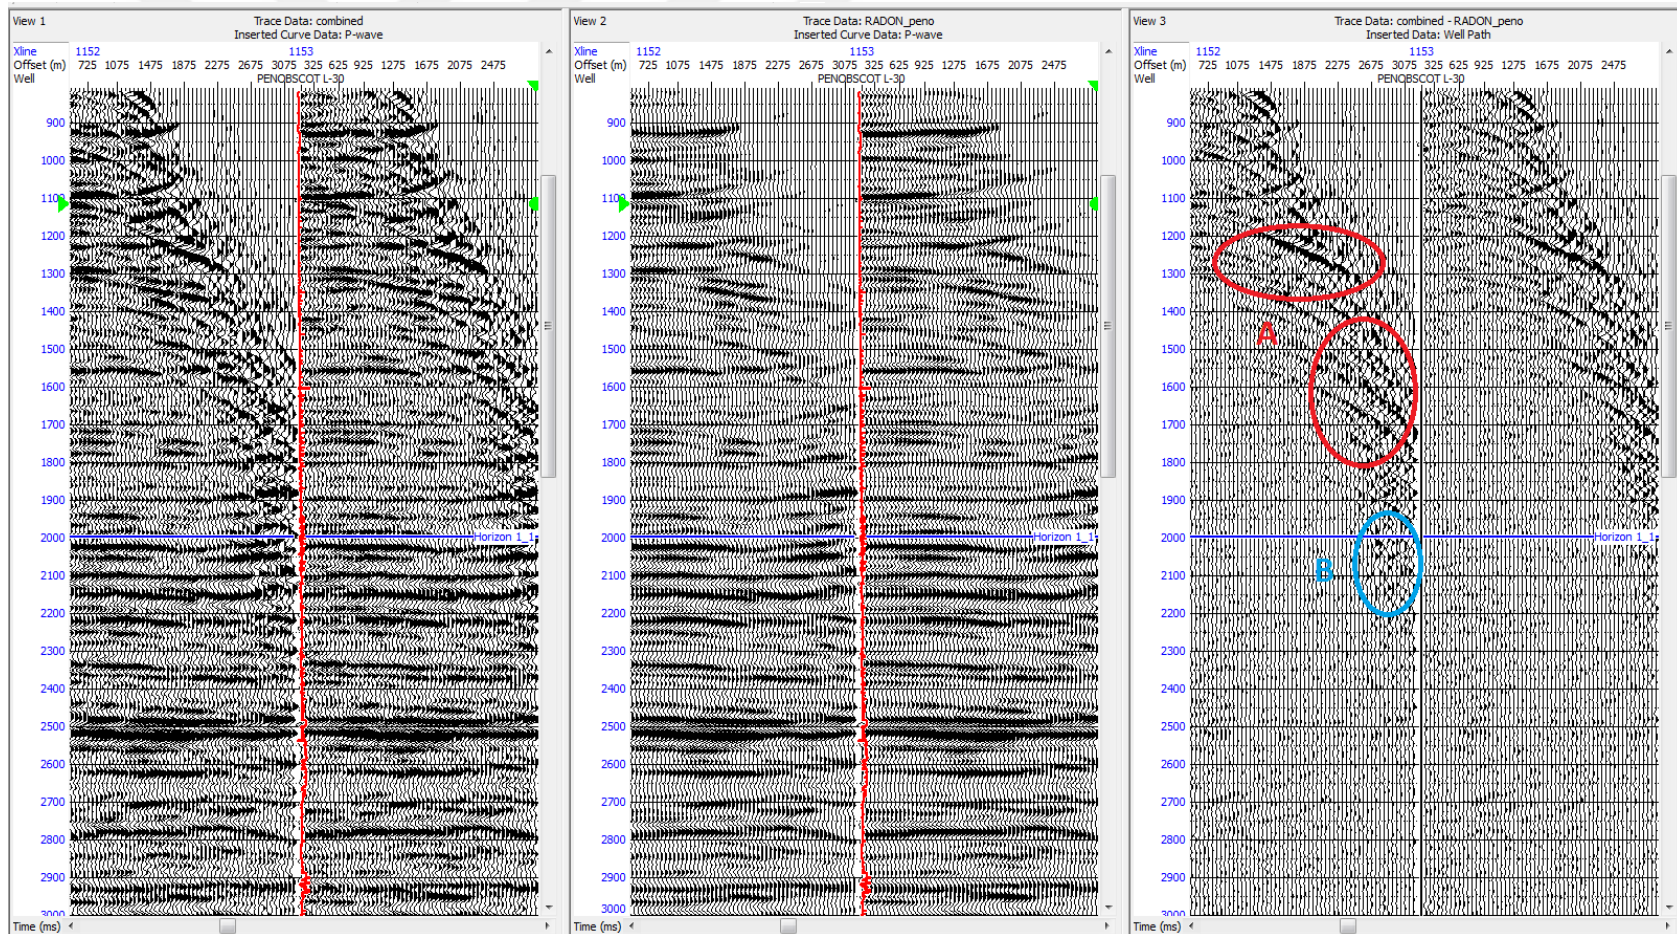 View 1 Trace Data: combined
Inserted Curve Data: P-wave
Xline 1152 1153
Offset (m) 725 1075 1475 1875 2275 2675 3075 325 625 925 1275 1675 2075 2475
Well PENOBSCOT L-30
900
1000
1100
1200
1300
1400
1500
1600
1700
1800
1900
2000 Horizon 1_1
2100
2200
2300
2400
2500
2600
2700
2800
2900
3000
Time (ms)
View 2 Trace Data: RADON_peno
Inserted Curve Data: P-wave
Xline 1152 1153
Offset (m) 725 1075 1475 1875 2275 2675 3075 325 625 925 1275 1675 2075 2475
Well PENOBSCOT L-30
900
1000
1100
1200
1300
1400
1500
1600
1700
1800
1900
2000 Horizon 1_1
2100
2200
2300
2400
2500
2600
2700
2800
2900
3000
Time (ms)
View 3 Trace Data: combined - RADON_peno
Inserted Data: Well Path
Xline 1152 1153
Offset (m) 725 1075 1475 1875 2275 2675 3075 325 625 925 1275 1675 2075 2475
Well PENOBSCOT L-30
900
1000
1100
1200
1300
1400
A
1500
1600
1700
1800
1900
2000 Horizon 1_1
B
2100
2200
2300
2400
2500
2600
2700
2800
2900
3000
Time (ms)